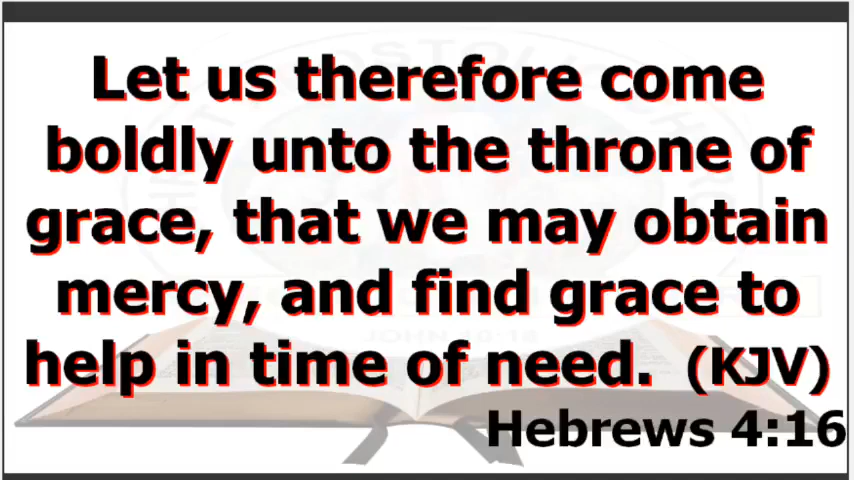 Let us therefore come
boldly unto the throne of
grace, that we may obtain
mercy, and find grace to
help in time of need. (KJV)
Hebrews 4:16